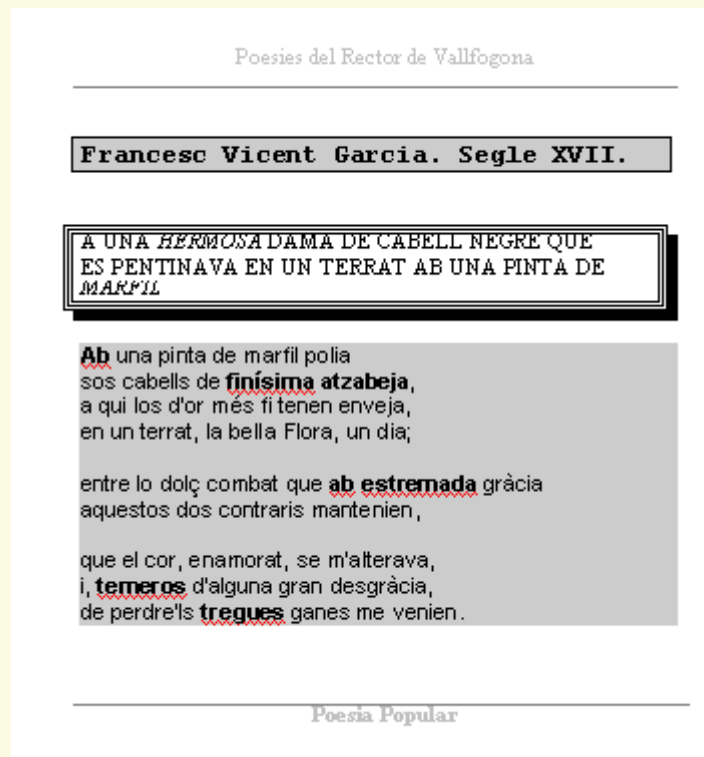 Poesies del Rector de Vallfogona
Francesc Vicent Garcia. Segle XVII.
A UNA HERMOSA DAMA DE CABELL NEGRE QUE
ES PENTINAVA EN UN TERRAT AB UNA PINTA DE
MARFIL
Ab una pinta de marfil polia
sos cabells de finísima atzabeja,
a qui los d'or més fi tenen enveja,
en un terrat, la bella Flora, un dia;
entre lo dolç combat que ab estremada gràcia
aquestos dos contraris mantenien,
que el cor, enamorat, se m'alterava,
i, temeros d'alguna gran desgràcia,
de perdre'ls tregues ganes me venien.
Poesia Popular